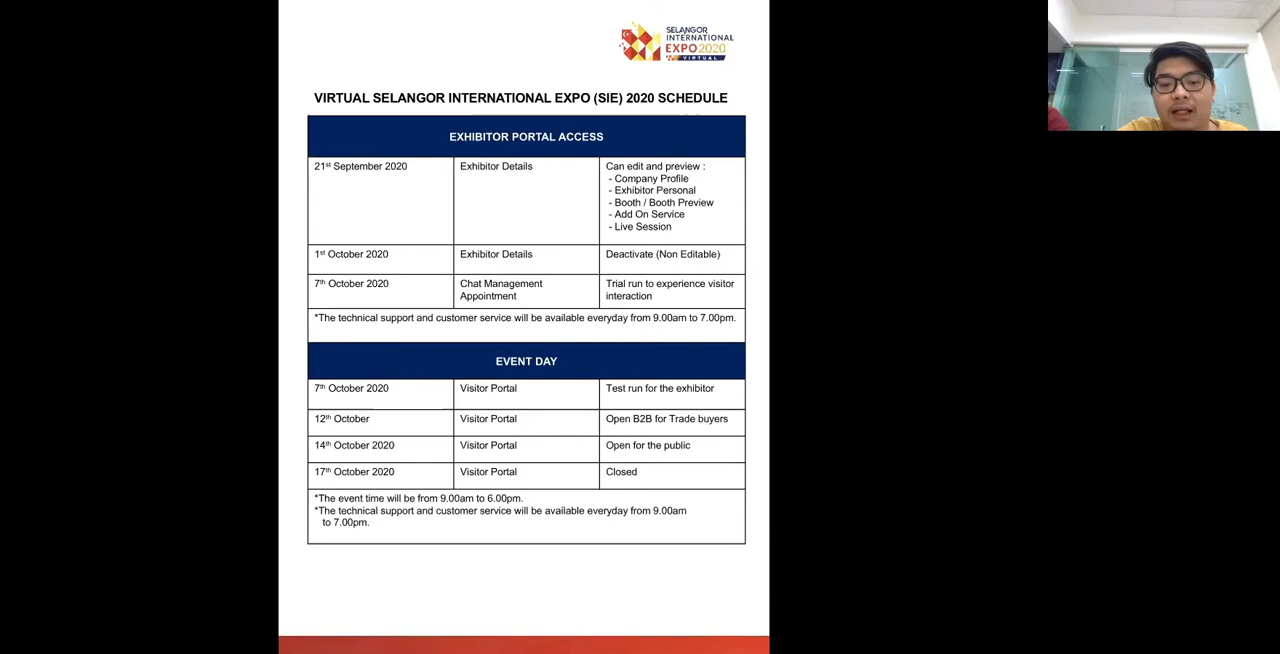 SELANGOR
INTERNATIONAL
EXPO2020
VIRTUAL
VIRTUAL SELANGOR INTERNATIONAL EXPO (SIE) 2020 SCHEDULE
EXHIBITOR PORTAL ACCESS
21st September 2020 Exhibitor Details Can edit and preview :
- Company Profile
- Exhibitor Personal
- Booth / Booth Preview
- Add On Service
- Live Session
1st October 2020 Exhibitor Details Deactivate (Non Editable)
7th October 2020 Chat Management Trial run to experience visitor
Appointment interaction
*The technical support and customer service will be available everyday from 9.00am to 7.00pm.
EVENT DAY
7th October 2020 Visitor Portal Test run for the exhibitor
12th October Visitor Portal Open B2B for Trade buyers
14th October 2020 Visitor Portal Open for the public
17th October 2020 Visitor Portal Closed
*The event time will be from 9.00am to 6.00pm.
*The technical support and customer service will be available everyday from 9.00am
to 7.00pm.